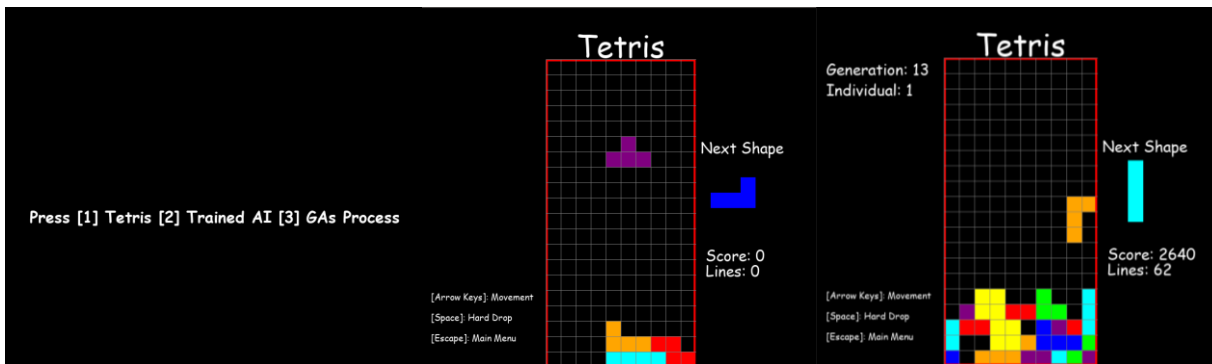 Press [1] Tetris [2] Trained AI [3] GAs Process
Tetris
Next Shape
Score: 0
Lines: 0
[Arrow Keys]: Movement
[Space]: Hard Drop
[Escape]: Main Menu
Tetris
Generation: 13
Individual: 1
Next Shape
Score: 2640
Lines: 62
[Arrow Keys]: Movement
[Space]: Hard Drop
[Escape]: Main Menu